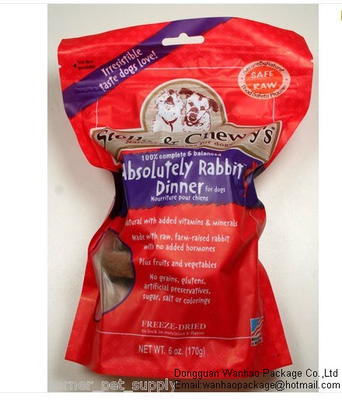 Irresistible
taste dogs love!
SAFE
RAW
Stella & Chewy's
100% complete & balanced
Absolutely Rabbit
Dinner for dogs
Nourriture pour chiens
Natural with added vitamins & minerals
Made with raw, farm-raised rabbit
with no added hormones
Plus fruits and vegetables
No grains, glutens,
artificial preservatives,
sugar, salt or colorings
FREEZE-DRIED
NET WT. 6 oz. (170g)
corner_pet_supply
Dongguan Wanhao Package Co.,Ltd
Email:wanhaopackage@hotmail.com